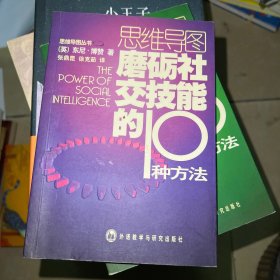 小王子
思维导图
思维导图丛书
(英) 东尼·博赞 著
张鼎昆 徐克茹 译
THE
POWER OF
SOCIAL
INTELLIGENCE
磨砺社
交技能
的10
种方法
外语教学与研究出版社
方法